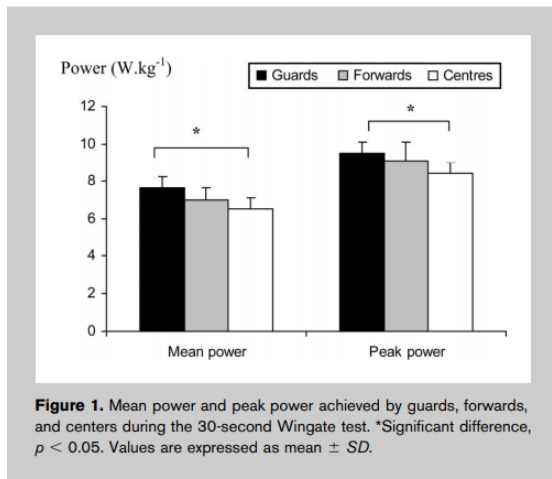 Power (W.kg-1)
Guards Forwards Centres
12
*
10
*
8
6
4
2
0
Mean power Peak power
Figure 1. Mean power and peak power achieved by guards, forwards,
and centers during the 30-second Wingate test. *Significant difference,
p < 0.05. Values are expressed as mean ± SD.